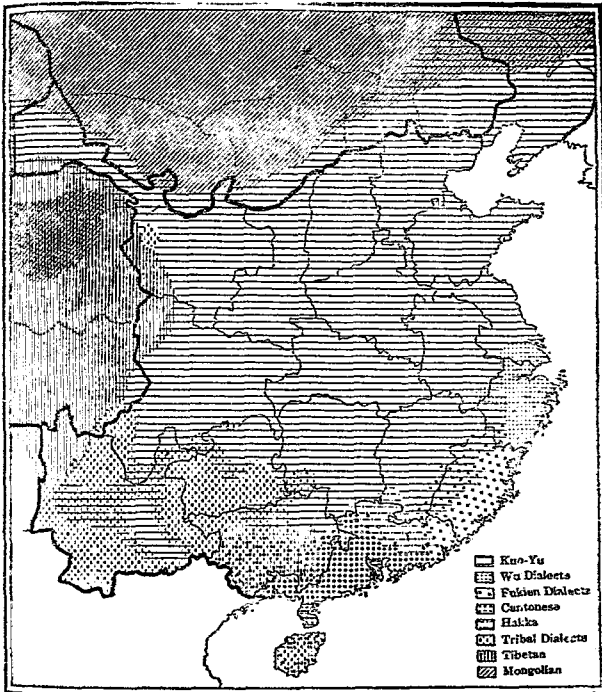 Kuo-Yu
Wu Dialects
Fukien Dialects
Cantonese
Hakka
Tribal Dialects
Tibetan
Mongolian